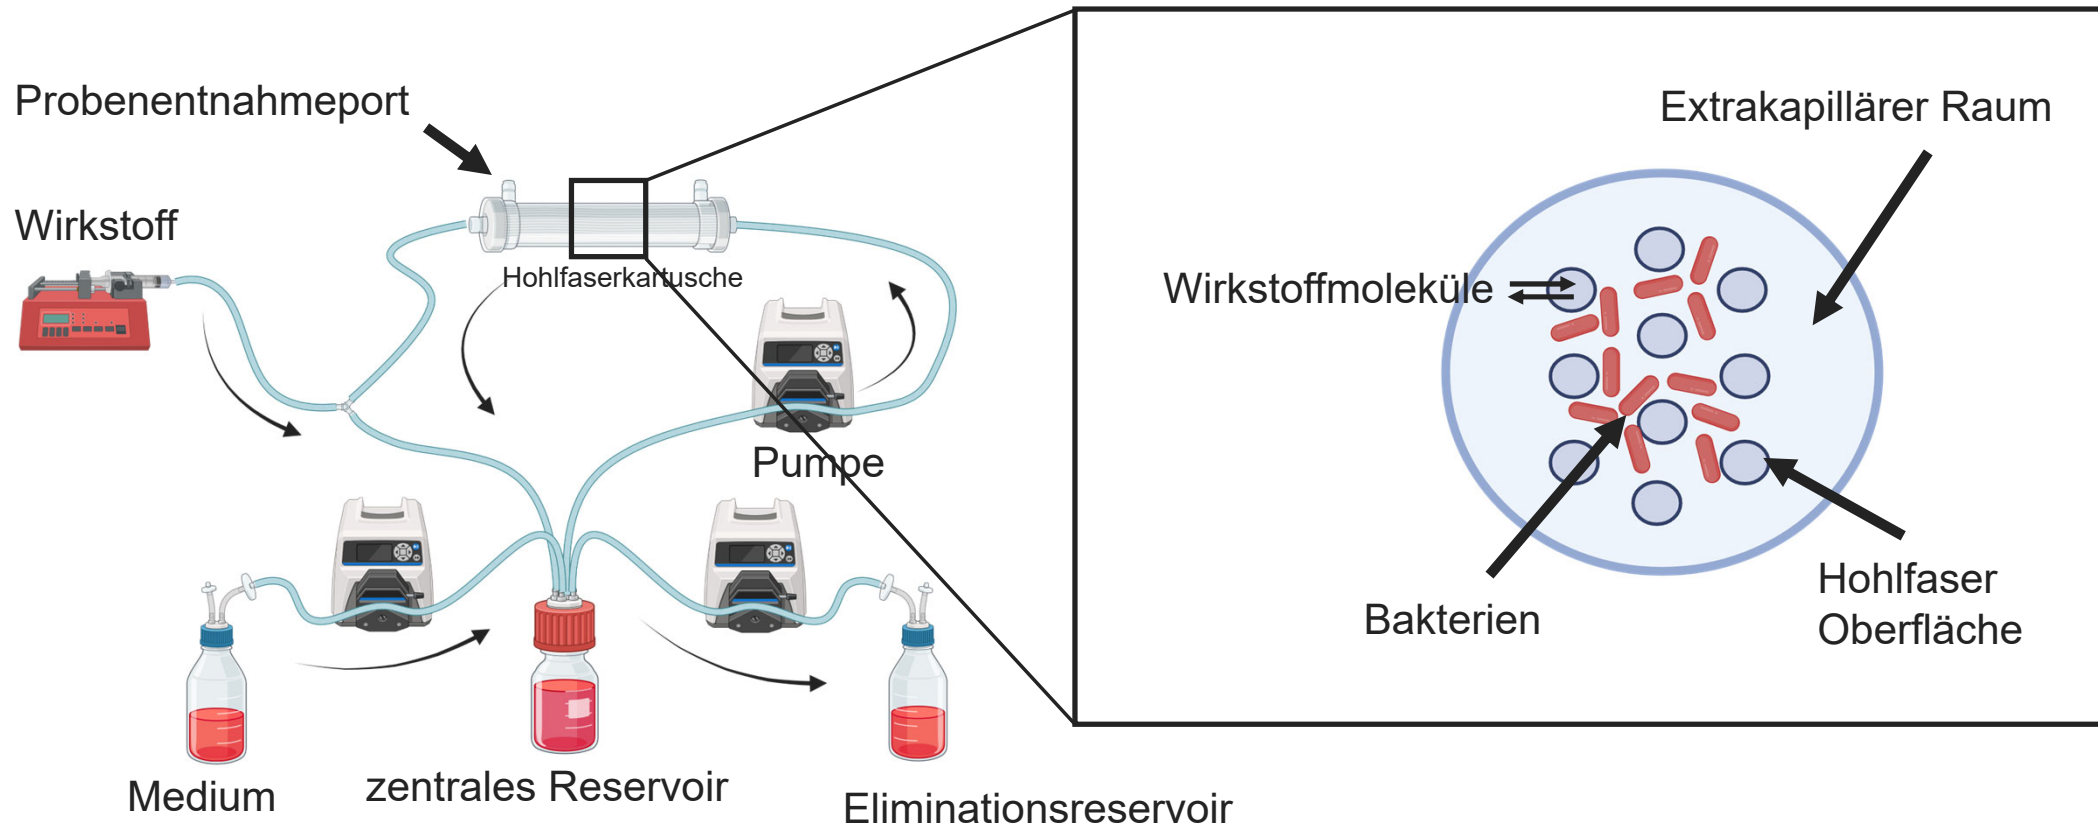 Probenentnahmeport
Wirkstoff
Hohlfaserkartusche
Pumpe
Medium
zentrales Reservoir
Eliminationsreservoir
Extrakapillärer Raum
Wirkstoffmoleküle
Bakterien
Hohlfaser
Oberfläche